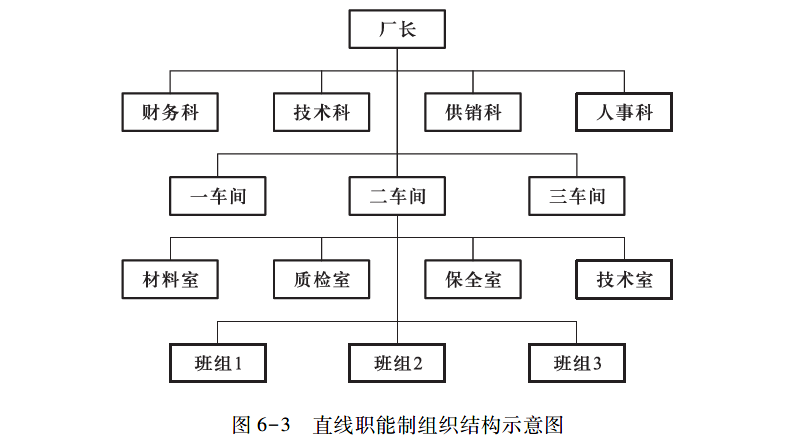 厂长
财务科 技术科 供销科 人事科
一车间 二车间 三车间
材料室 质检室 保全室 技术室
班组1 班组2 班组3
图 6-3 直线职能制组织结构示意图